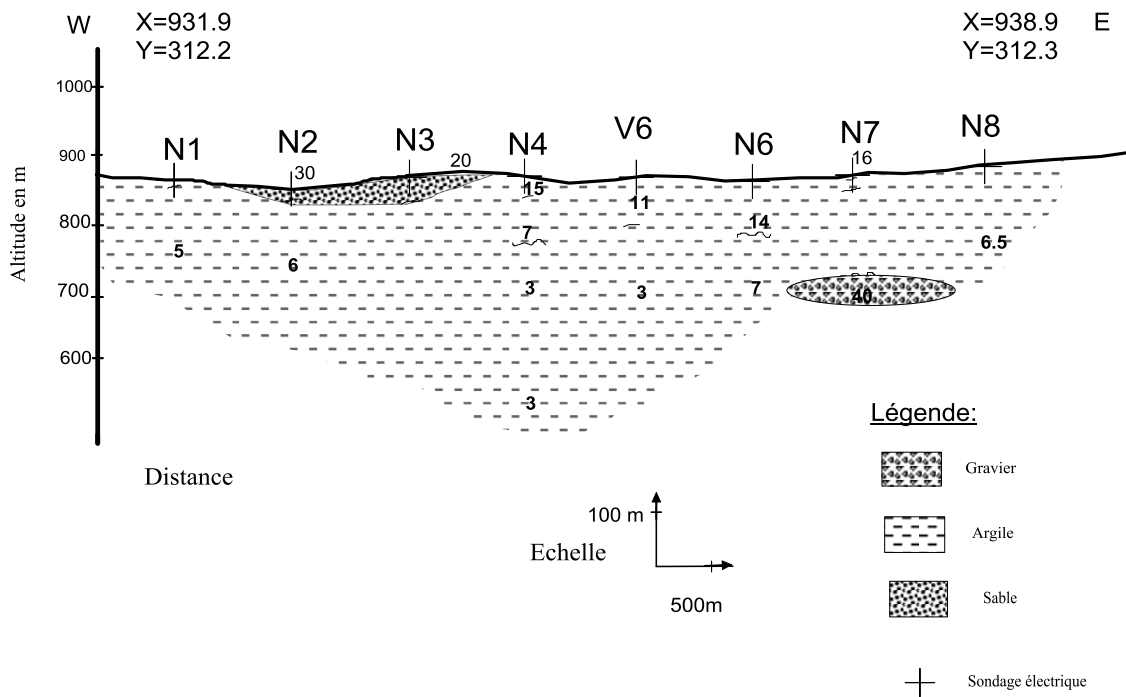 W
X=931.9
Y=312.2
X=938.9
Y=312.3
E
Altitude en m
1000
900
800
700
600
N1
N2
N3
N4
V6
N6
N7
N8
30
20
15
11
14
16
7
5
6
6.5
3
3
7
40
3
Distance
Echelle
100 m
500m
Légende:
Gravier
Argile
Sable
Sondage électrique